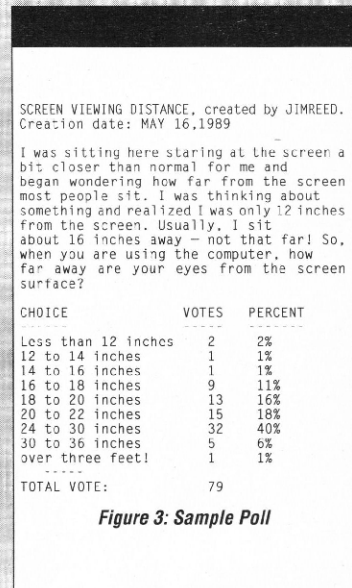 SCREEN VIEWING DISTANCE, created by JIMREED.
Creation date: MAY 16,1989
I was sitting here staring at the screen a
bit closer than normal for me and
began wondering how far from the screen
most people sit. I was thinking about
something and realized I was only 12 inches
from the screen. Usually, I sit
about 16 inches away — not that far! So,
when you are using the computer, how
far away are your eyes from the screen
surface?
CHOICE VOTES PERCENT
------ ----- -------
Less than 12 inches 2 2%
12 to 14 inches 1 1%
14 to 16 inches 1 1%
16 to 18 inches 9 11%
18 to 20 inches 13 16%
20 to 22 inches 15 18%
24 to 30 inches 32 40%
30 to 36 inches 5 6%
over three feet! 1 1%
-----
TOTAL VOTE: 79
Figure 3: Sample Poll